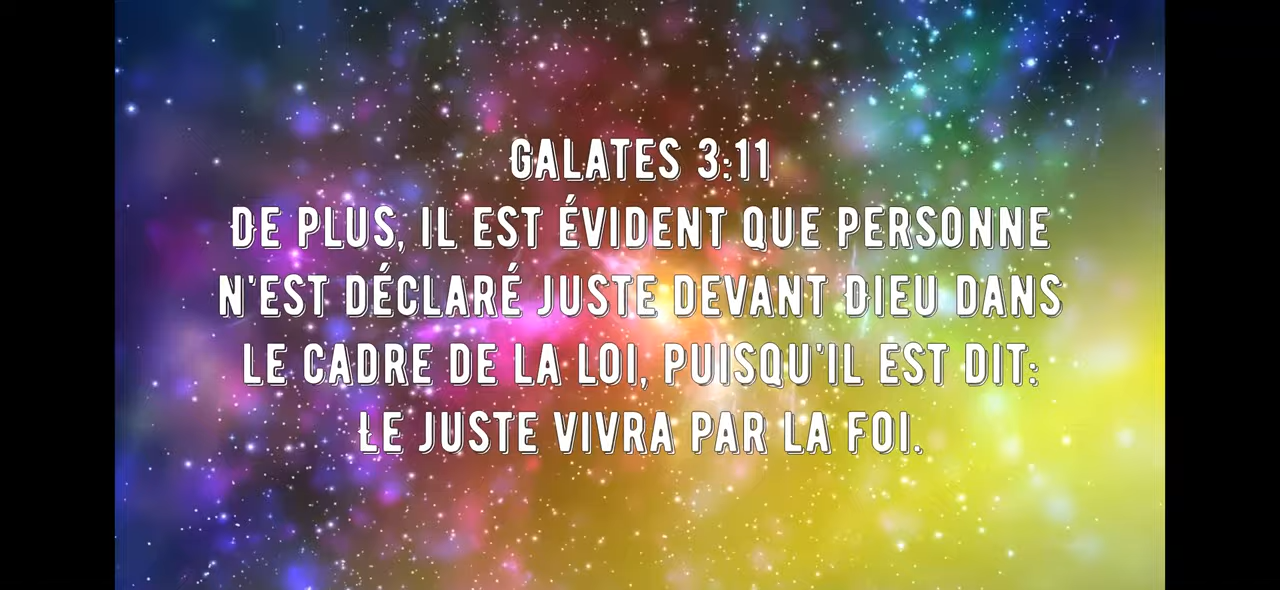 GALATES 3:11
DE PLUS, IL EST ÉVIDENT QUE PERSONNE
N'EST DÉCLARÉ JUSTE DEVANT DIEU DANS
LE CADRE DE LA LOI, PUISQU'IL EST DIT:
LE JUSTE VIVRA PAR LA FOI.